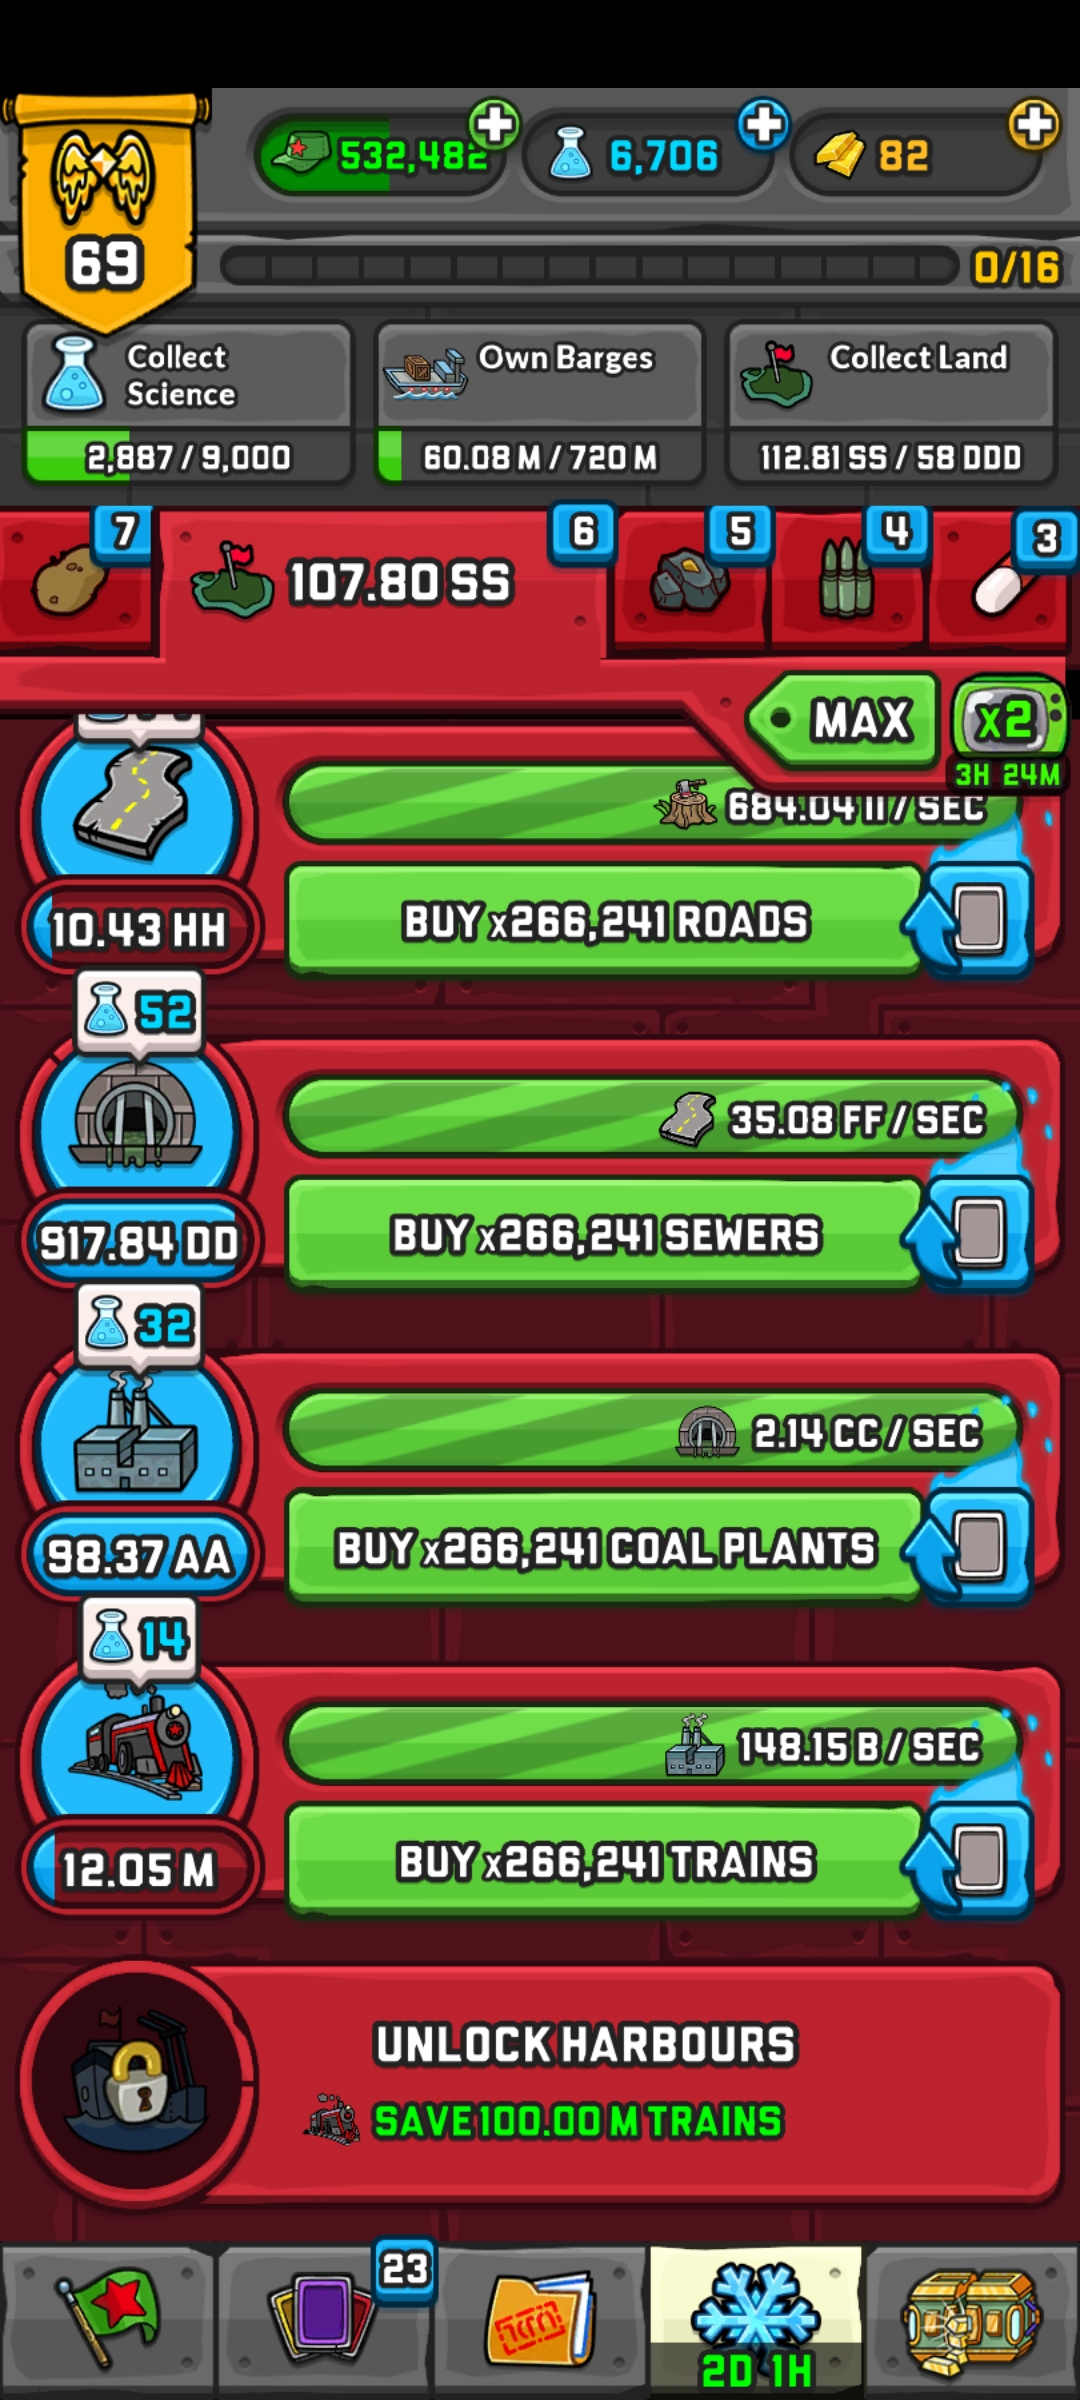 532,482
6,706
82
69
0/16
Collect
Science
2,887 / 9,000
Own Barges
60.08 M / 720 M
Collect Land
112.81 SS / 58 DDD
7
107.80 SS
6
5
4
3
MAX
x2
3H 24M
684.04 II / SEC
10.43 HH
BUY x266,241 ROADS
52
35.08 FF / SEC
917.84 DD
BUY x266,241 SEWERS
32
2.14 CC / SEC
98.37 AA
BUY x266,241 COAL PLANTS
14
148.15 B / SEC
12.05 M
BUY x266,241 TRAINS
UNLOCK HARBOURS
SAVE 100.00 M TRAINS
23
2D 1H